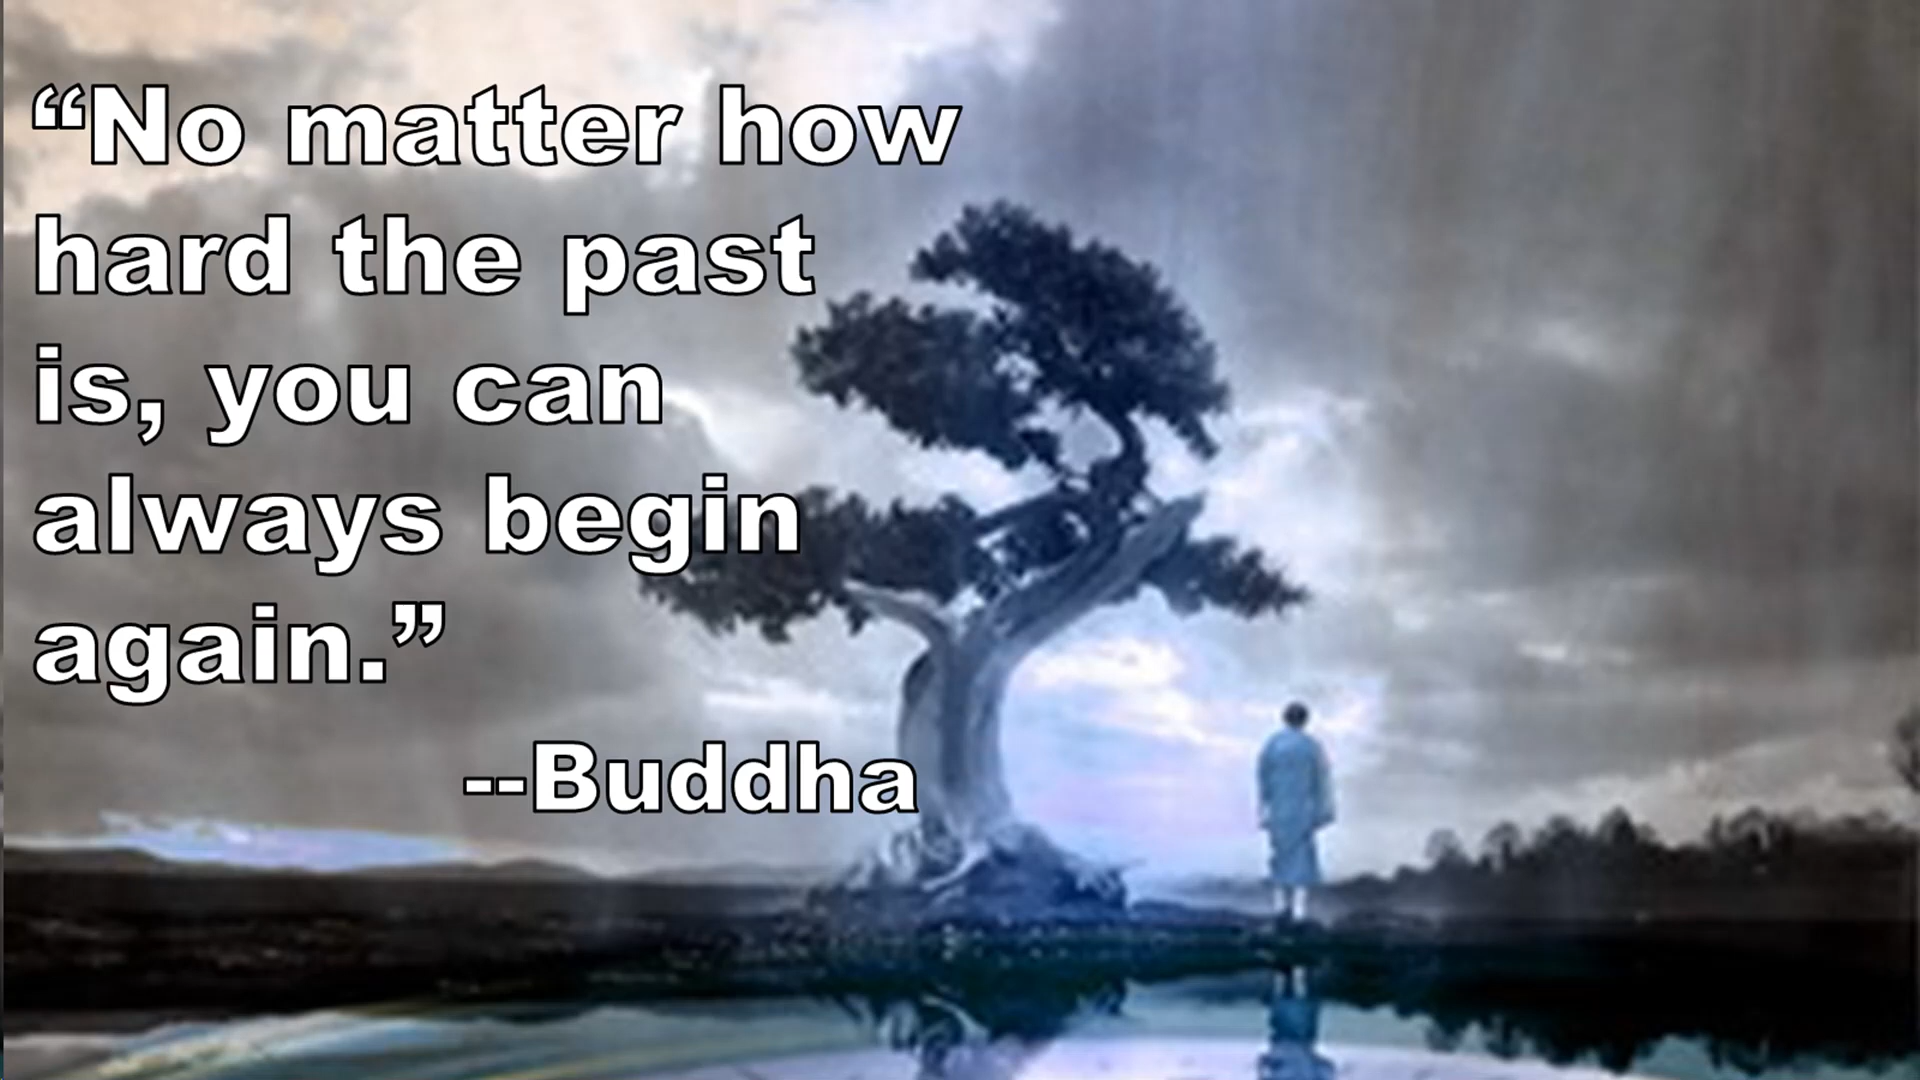 “No matter how
hard the past
is, you can
always begin
again.”
--Buddha